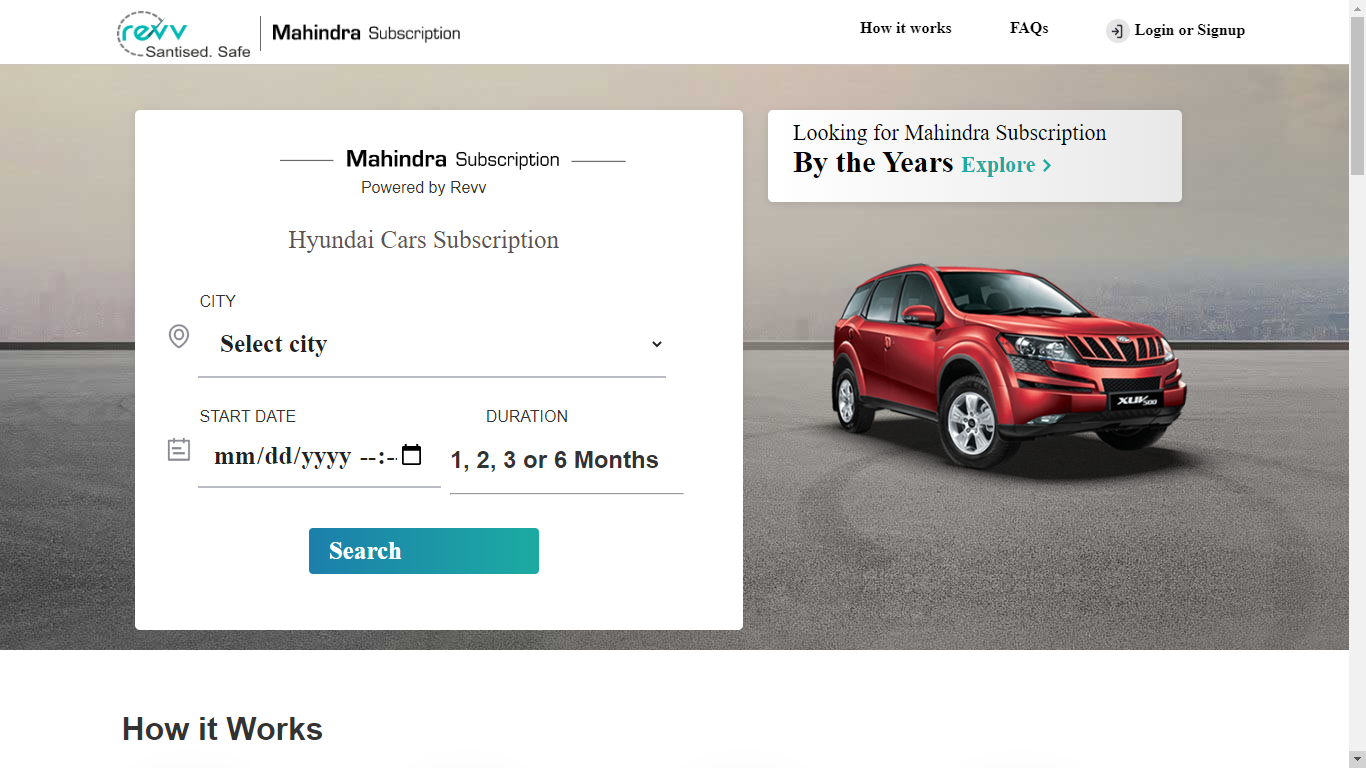 revv
Santised. Safe
Mahindra Subscription
How it works
FAQs
Login or Signup
Mahindra Subscription
Powered by Revv
Hyundai Cars Subscription
CITY
Select city
START DATE
DURATION
mm/dd/yyyy --:-
1, 2, 3 or 6 Months
Search
Looking for Mahindra Subscription
By the Years Explore >
XUV500
How it Works